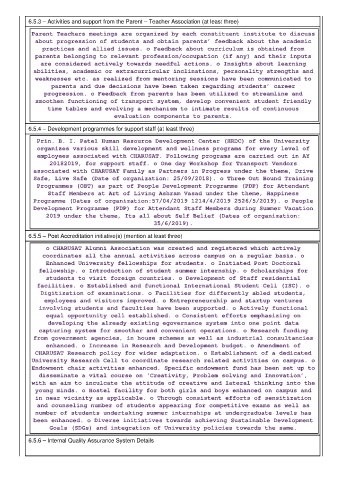 6.5.3 – Activities and support from the Parent – Teacher Association (at least three)
Parent Teachers meetings are organized by each constituent institute to discuss
about progression of students and obtain parents' feedback about the academic
practices and allied issues. o Feedback about curriculum is obtained from
parents belonging to relevant profession/occupation (if any) and their inputs
are considered actively towards needful actions. o Insights about learning
abilities, academic or extracurricular inclinations, personality strengths and
weaknesses etc. as realized from mentoring sessions have been communicated to
parents and due decisions have been taken regarding students' career
progression. o Feedback from parents has been utilized to streamline and
smoothen functioning of transport system, develop convenient student friendly
time tables and evolving a mechanism to intimate results of continuous
evaluation components to parents.
6.5.4 – Development programmes for support staff (at least three)
Prin. B. I. Patel Human Resource Development Center (HRDC) of the University
organizes various skill development and wellness programs for every level of
employees associated with CHARUSAT. Following programs are carried out in AY
20182019, for support staff. o One day Workshop for Transport Vendors
associated with CHARUSAT Family as Partners in Progress under the theme, Drive
Safe, Live Safe (Date of organization: 25/09/2018). o Three Out Bound Training
Programmes (OBT) as part of People Development Programme (PDP) for Attendant
Staff Members at Art of Living Ashram Vasad under the theme, Happiness
Programme (Dates of organization:57/04/2019 1214/4/2019 2526/5/2019). o People
Development Programme (PDP) for Attendant Staff Members during Summer Vacation
2019 under the theme, Its all about Self Belief (Dates of organization:
35/6/2019).
6.5.5 – Post Accreditation initiative(s) (mention at least three)
o CHARUSAT Alumni Association was created and registered which actively
coordinates all the annual activities across campus on a regular basis. o
Enhanced University fellowships for students. o Initiated Post Doctoral
fellowship. o Introduction of student summer internship. o Scholarships for
students to visit foreign countries. o Development of Staff residential
facilities. o Established and functional International Student Cell (ISC). o
Digitization of examinations. o Facilities for differently abled students,
employees and visitors improved. o Entrepreneurship and startup ventures
involving students and faculties have been supported. o Actively functional
equal opportunity cell established. o Consistent efforts emphasising on
developing the already existing egovernance system into one point data
capturing system for smoother and convenient operations. o Research funding
from government agencies, in house schemes as well as industrial consultancies
enhanced. o Increase in Research and Development budget. o Amendment of
CHARUSAT Research policy for wider adaptation. o Establishment of a dedicated
University Research Cell to coordinate research related activities on campus. o
Endowment chair activities enhanced. Specific endowment fund has been set up to
disseminate a vital course on 'Creativity, Problem solving and Innovation',
with an aim to inculcate the attitude of creative and lateral thinking into the
young minds. o Hostel facility for both girls and boys enhanced on campus and
in near vicinity as applicable. o Through consistent efforts of sensitization
and counseling number of students appearing for competitive exams as well as
number of students undertaking summer internships at undergraduate levels has
been enhanced. o Diverse initiatives towards achieving Sustainable Development
Goals (SDGs) and integration of University policies towards the same.
6.5.6 – Internal Quality Assurance System Details